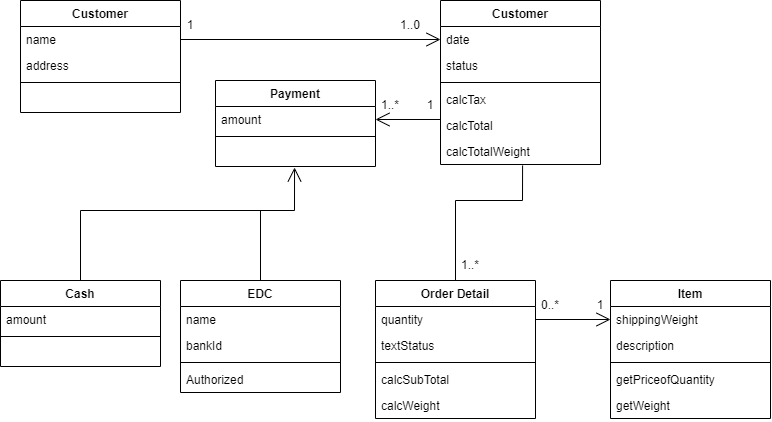 Customer
name
address
1
1..0
Customer
date
status
calcTax
calcTotal
calcTotalWeight
Payment
amount
1..*
1
Cash
amount
EDC
name
bankId
Authorized
1..*
Order Detail
quantity
textStatus
calcSubTotal
calcWeight
0..*
1
Item
shippingWeight
description
getPriceofQuantity
getWeight